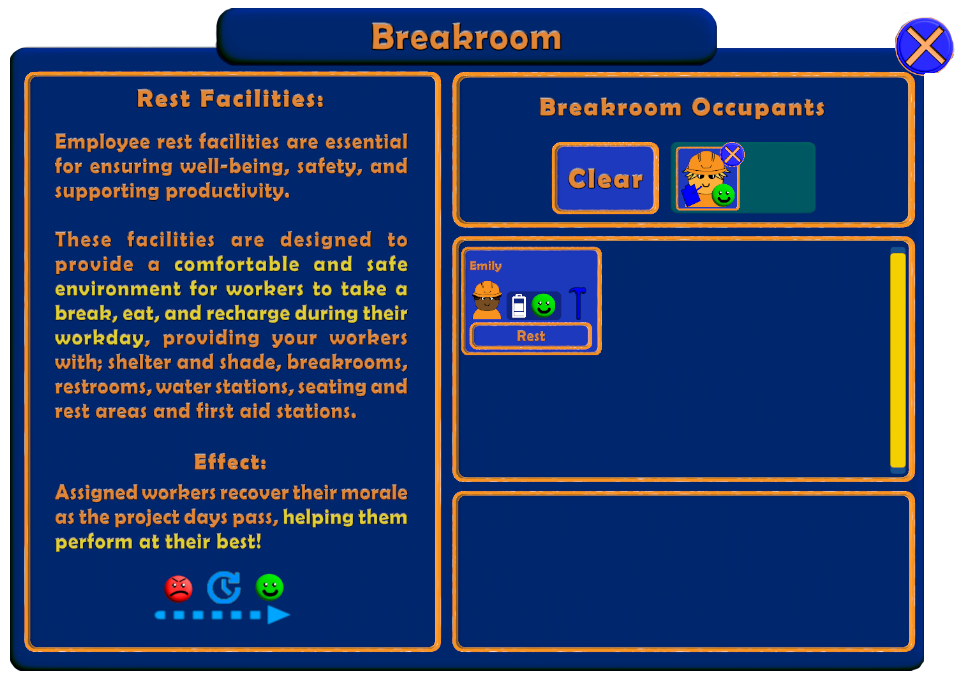 Breakroom
Rest Facilities:
Employee rest facilities are essential
for ensuring well-being, safety, and
supporting productivity.
These facilities are designed to
provide a comfortable and safe
environment for workers to take a
break, eat, and recharge during their
workday, providing your workers
with; shelter and shade, breakrooms,
restrooms, water stations, seating and
rest areas and first aid stations.
Effect:
Assigned workers recover their morale
as the project days pass, helping them
perform at their best!
Breakroom Occupants
Clear
Emily
Rest